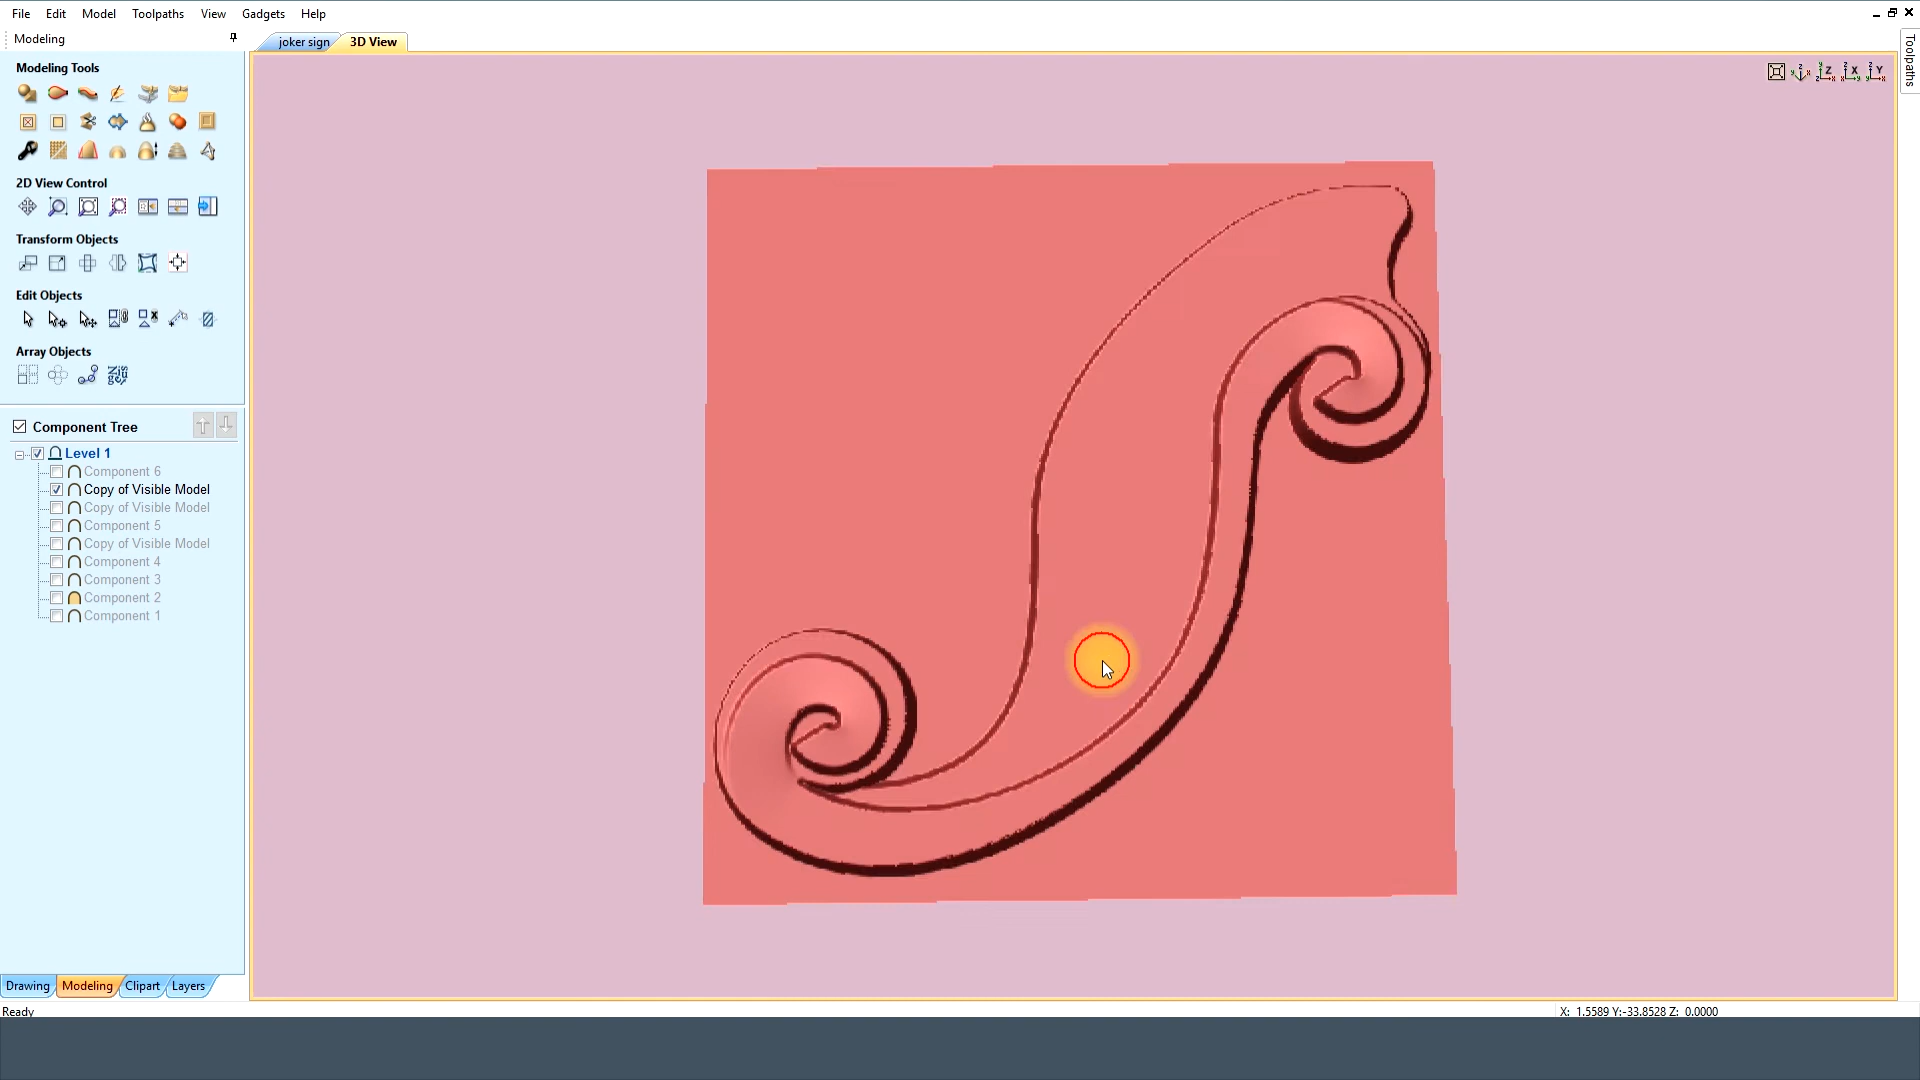 File Edit Model Toolpaths View Gadgets Help
Modeling
joker sign 3D View
Toolpaths
Modeling Tools
2D View Control
Transform Objects
Edit Objects
Array Objects
Component Tree
Level 1
Component 6
Copy of Visible Model
Copy of Visible Model
Component 5
Copy of Visible Model
Component 4
Component 3
Component 2
Component 1
Drawing Modeling Clipart Layers
Ready
X: 1.5589 Y:-33.8528 Z: 0.0000